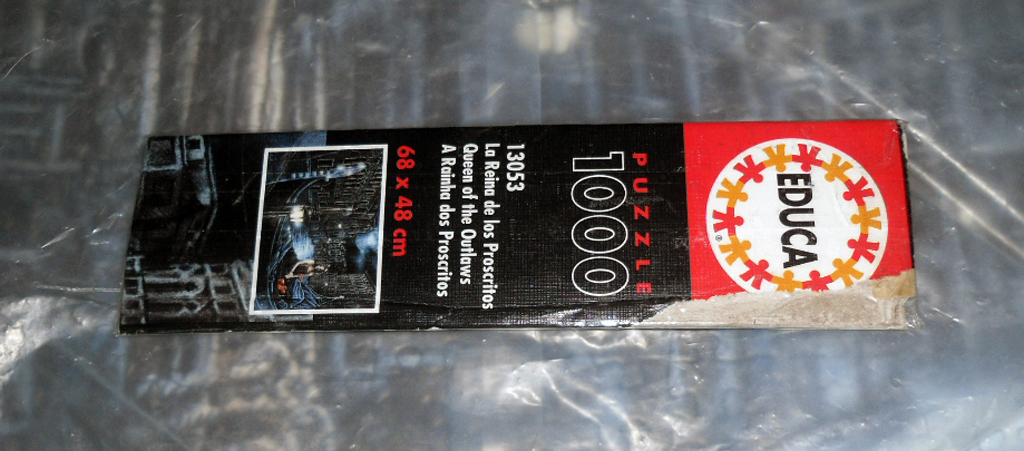 EDUCA
®
PUZZLE
1000
13053
La Reina de los Proscritos
Queen of the Outlaws
A Rainha dos Proscritos
68 x 48 cm